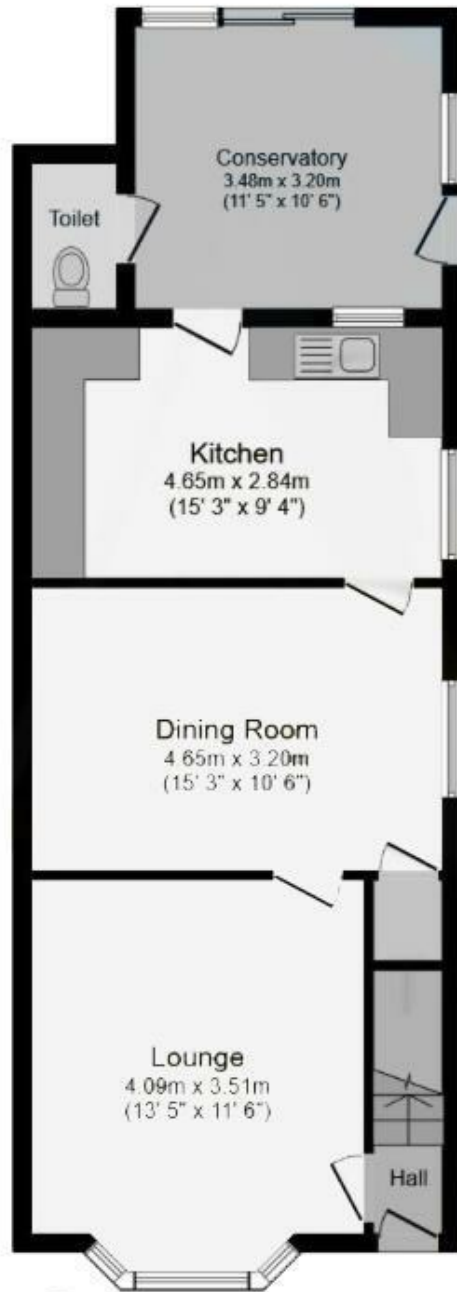 Conservatory
3.48m x 3.20m
(11' 5" x 10' 6")
Toilet
Kitchen
4.65m x 2.84m
(15' 3" x 9' 4")
Dining Room
4.65m x 3.20m
(15' 3" x 10' 6")
Lounge
4.09m x 3.51m
(13' 5" x 11' 6")
Hall